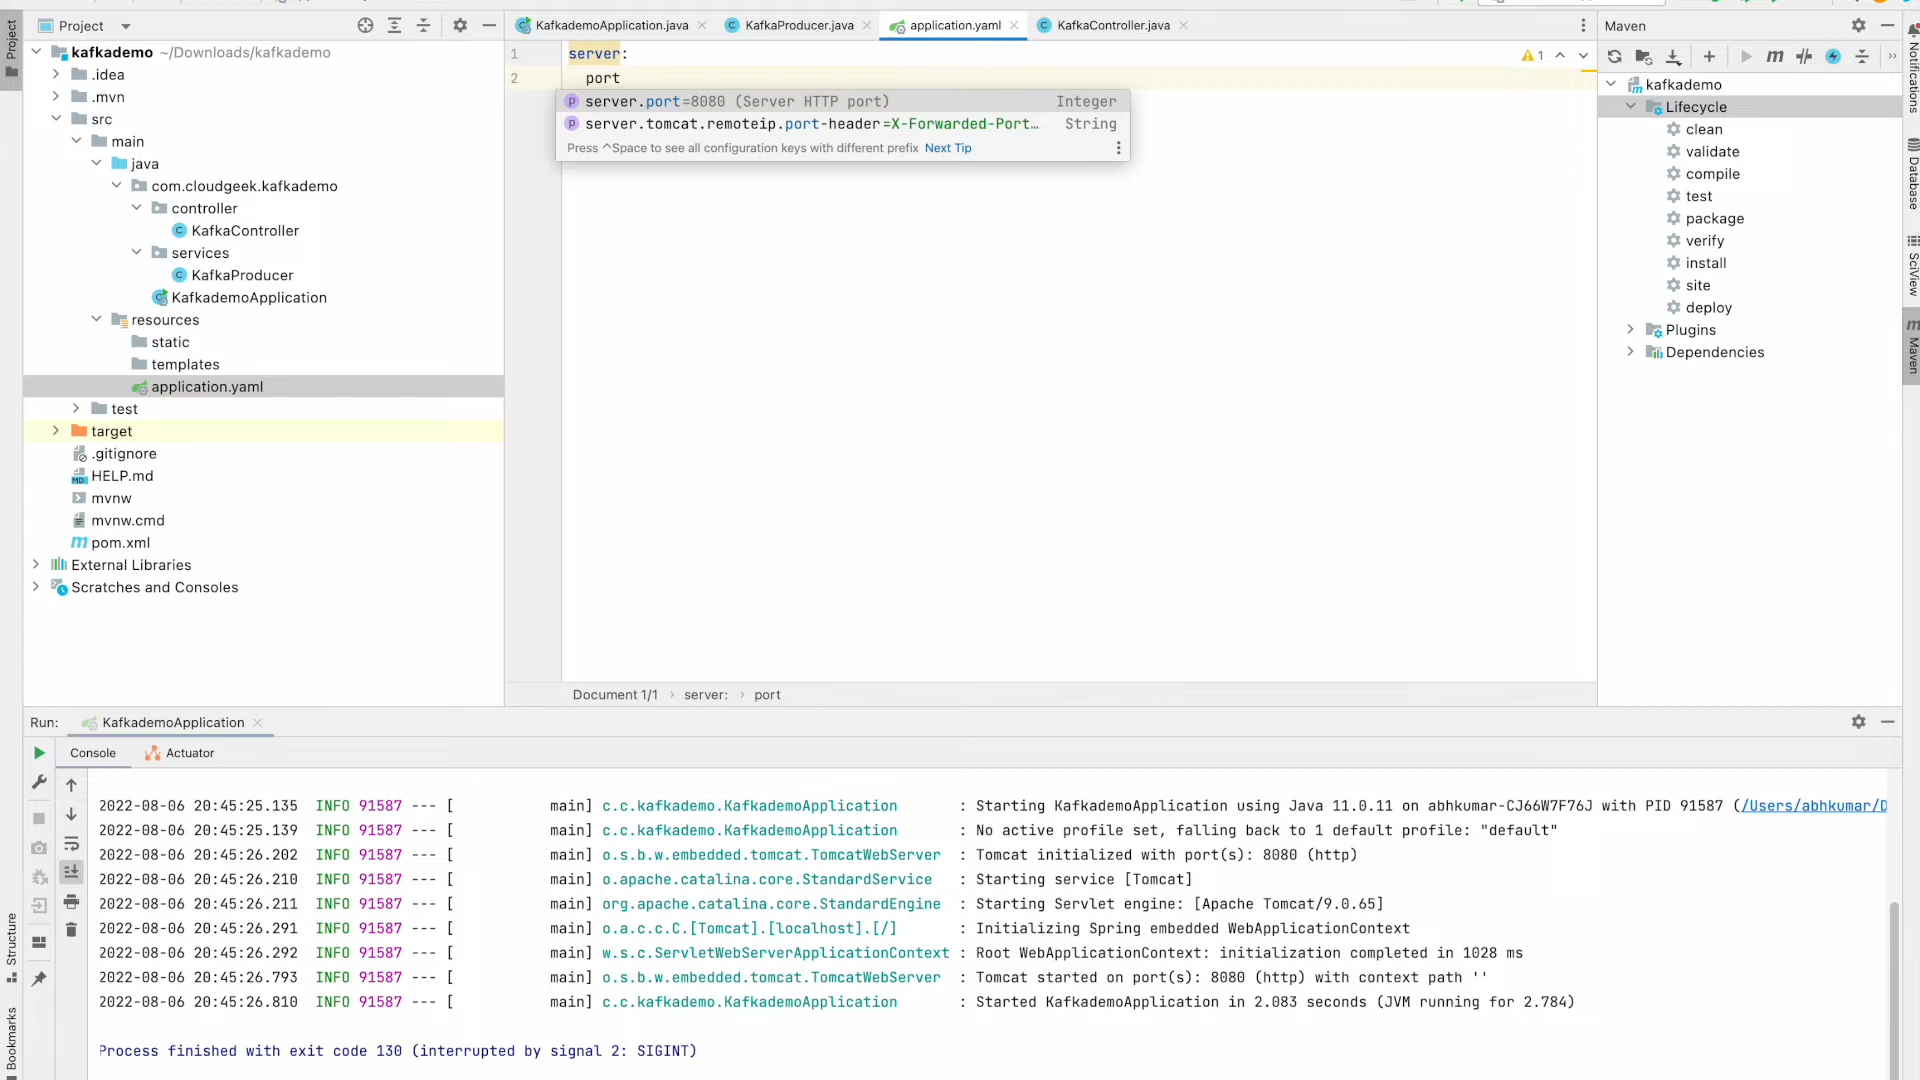 Project
kafkademo ~/Downloads/kafkademo
.idea
.mvn
src
main
java
com.cloudgeek.kafkademo
controller
KafkaController
services
KafkaProducer
KafkademoApplication
resources
static
templates
application.yaml
test
target
.gitignore
HELP.md
mvnw
mvnw.cmd
pom.xml
External Libraries
Scratches and Consoles
Project
Structure
Bookmarks
KafkademoApplication.java
KafkaProducer.java
application.yaml
KafkaController.java
1 server:
2 port
1
server.port=8080 (Server HTTP port) Integer
server.tomcat.remoteip.port-header=X-Forwarded-Port… String
Press ^Space to see all configuration keys with different prefix Next Tip
Document 1/1 › server: › port
Maven
kafkademo
Lifecycle
clean
validate
compile
test
package
verify
install
site
deploy
Plugins
Dependencies
Notifications
Database
SciView
Maven
Run: KafkademoApplication
Console Actuator
2022-08-06 20:45:25.135 INFO 91587 --- [ main] c.c.kafkademo.KafkademoApplication : Starting KafkademoApplication using Java 11.0.11 on abhkumar-CJ66W7F76J with PID 91587 (/Users/abhkumar/D
2022-08-06 20:45:25.139 INFO 91587 --- [ main] c.c.kafkademo.KafkademoApplication : No active profile set, falling back to 1 default profile: "default"
2022-08-06 20:45:26.202 INFO 91587 --- [ main] o.s.b.w.embedded.tomcat.TomcatWebServer : Tomcat initialized with port(s): 8080 (http)
2022-08-06 20:45:26.210 INFO 91587 --- [ main] o.apache.catalina.core.StandardService : Starting service [Tomcat]
2022-08-06 20:45:26.211 INFO 91587 --- [ main] org.apache.catalina.core.StandardEngine : Starting Servlet engine: [Apache Tomcat/9.0.65]
2022-08-06 20:45:26.291 INFO 91587 --- [ main] o.a.c.c.C.[Tomcat].[localhost].[/] : Initializing Spring embedded WebApplicationContext
2022-08-06 20:45:26.292 INFO 91587 --- [ main] w.s.c.ServletWebServerApplicationContext : Root WebApplicationContext: initialization completed in 1028 ms
2022-08-06 20:45:26.793 INFO 91587 --- [ main] o.s.b.w.embedded.tomcat.TomcatWebServer : Tomcat started on port(s): 8080 (http) with context path ''
2022-08-06 20:45:26.810 INFO 91587 --- [ main] c.c.kafkademo.KafkademoApplication : Started KafkademoApplication in 2.083 seconds (JVM running for 2.784)
Process finished with exit code 130 (interrupted by signal 2: SIGINT)